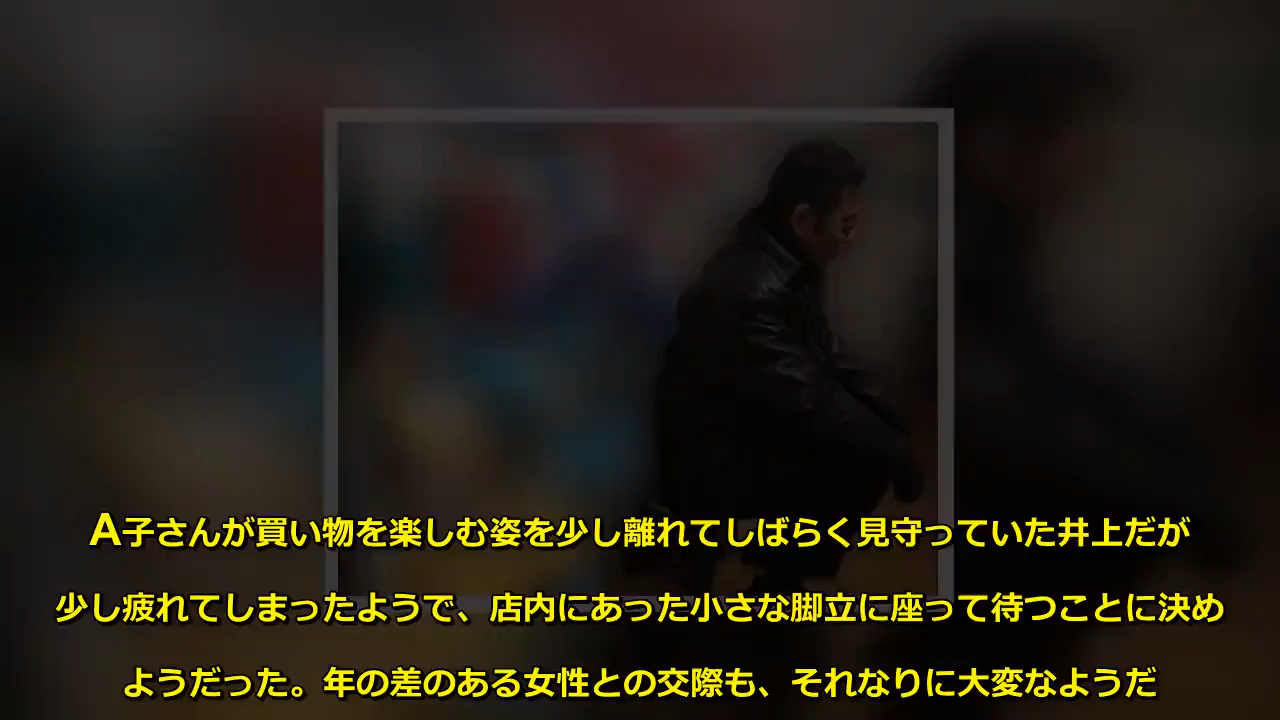 A子さんが買い物を楽しむ姿を少し離れてしばらく見守っていた井上だが
少し疲れてしまったようで、店内にあった小さな脚立に座って待つことに決め
ようだった。年の差のある女性との交際も、それなりに大変なようだ